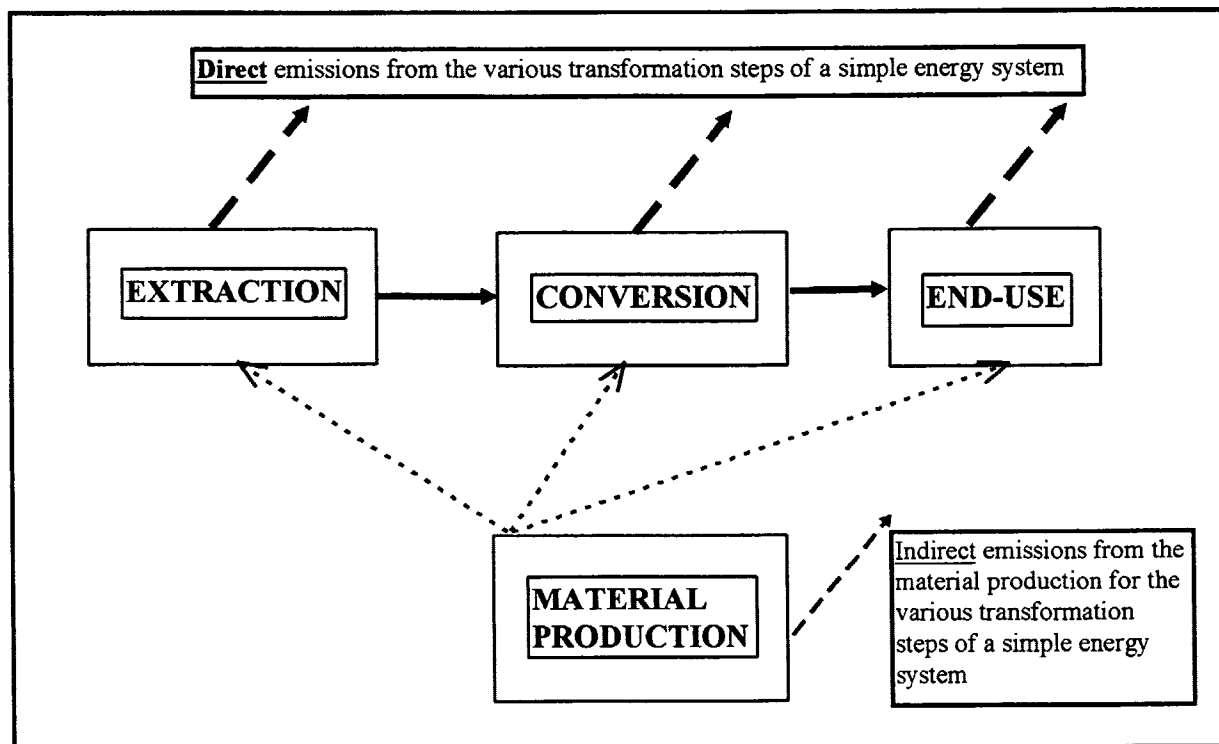 Direct emissions from the various transformation steps of a simple energy system
EXTRACTION
CONVERSION
END-USE
MATERIAL
PRODUCTION
Indirect emissions from the
material production for the
various transformation
steps of a simple energy
system